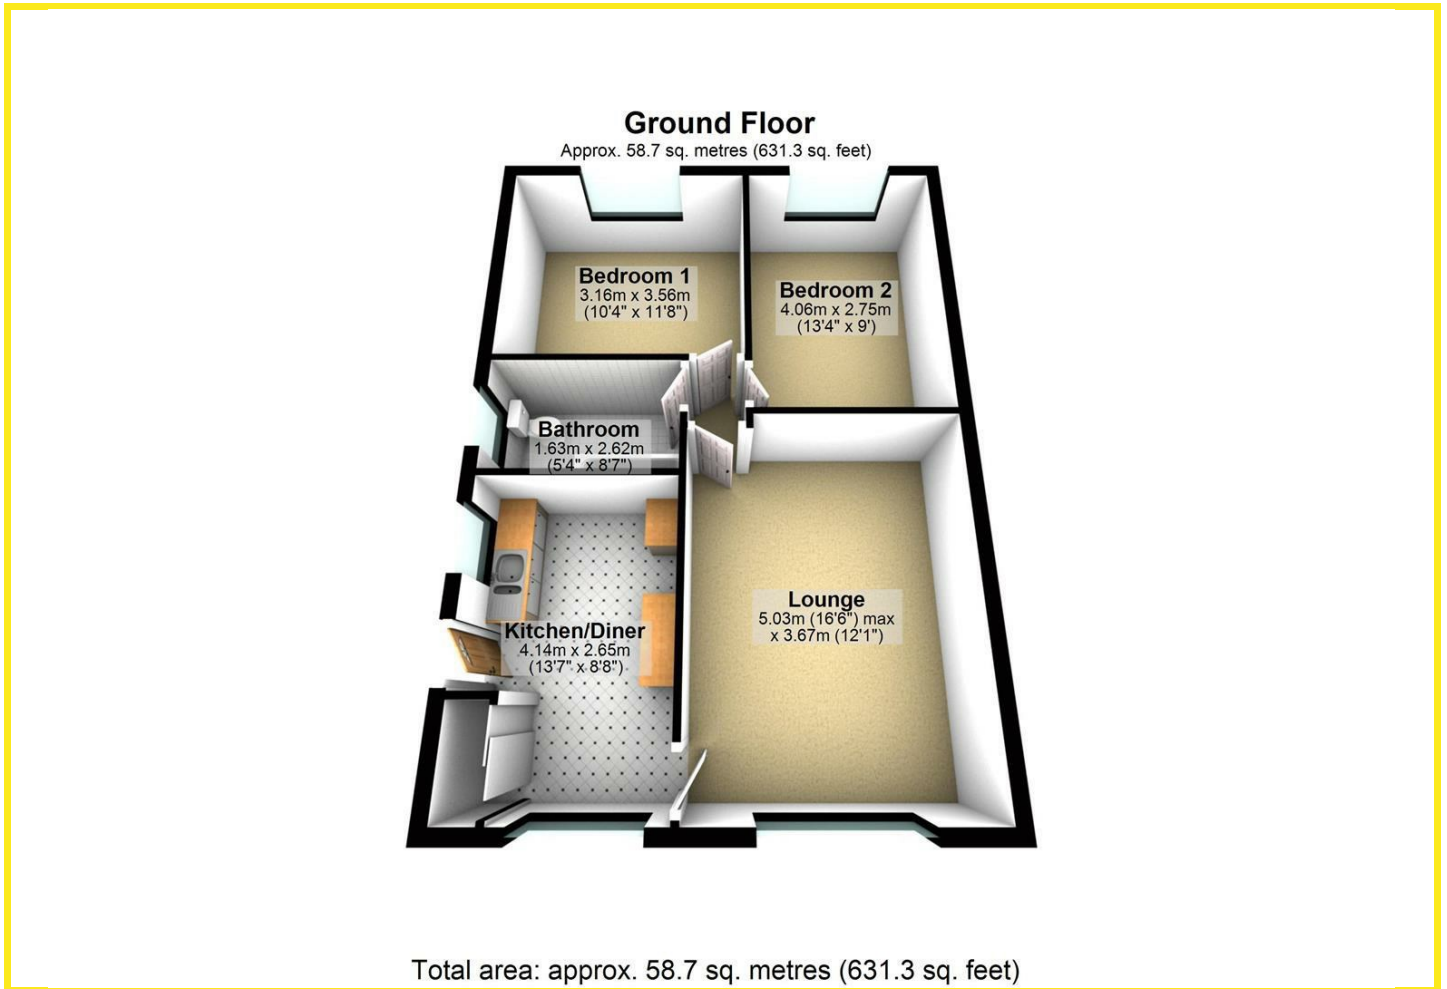 Ground Floor
Approx. 58.7 sq. metres (631.3 sq. feet)
Bedroom 1
3.16m x 3.56m
(10'4" x 11'8")
Bedroom 2
4.06m x 2.75m
(13'4" x 9')
Bathroom
1.63m x 2.62m
(5'4" x 8'7")
Lounge
5.03m (16'6") max
x 3.67m (12'1")
Kitchen/Diner
4.14m x 2.65m
(13'7" x 8'8")
Total area: approx. 58.7 sq. metres (631.3 sq. feet)